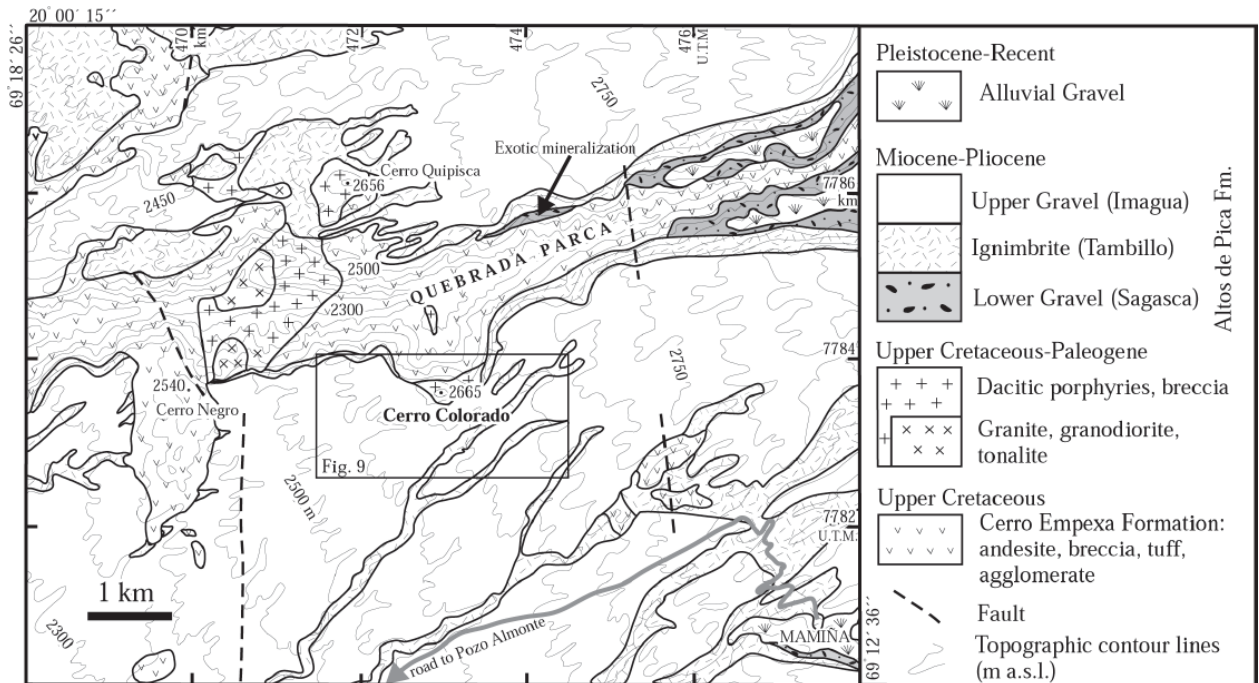 20° 00´ 15´´
69° 18´ 26´´
470
km
472
474
476
U.T.M.
2750
Exotic mineralization
Cerro Quipisca
2656
2450
7786
km
QUEBRADA PARCA
2500
2300
7784
2750
2540
Cerro Negro
2665
Cerro Colorado
Fig. 9
2500 m
7782
U.T.M.
1 km
2300
road to Pozo Almonte
MAMIÑA
69° 12´ 36´´
Pleistocene-Recent
Alluvial Gravel
Miocene-Pliocene
Upper Gravel (Imagua)
Ignimbrite (Tambillo)
Lower Gravel (Sagasca)
Altos de Pica Fm.
Upper Cretaceous-Paleogene
Dacitic porphyries, breccia
Granite, granodiorite,
tonalite
Upper Cretaceous
Cerro Empexa Formation:
andesite, breccia, tuff,
agglomerate
Fault
Topographic contour lines
(m a.s.l.)